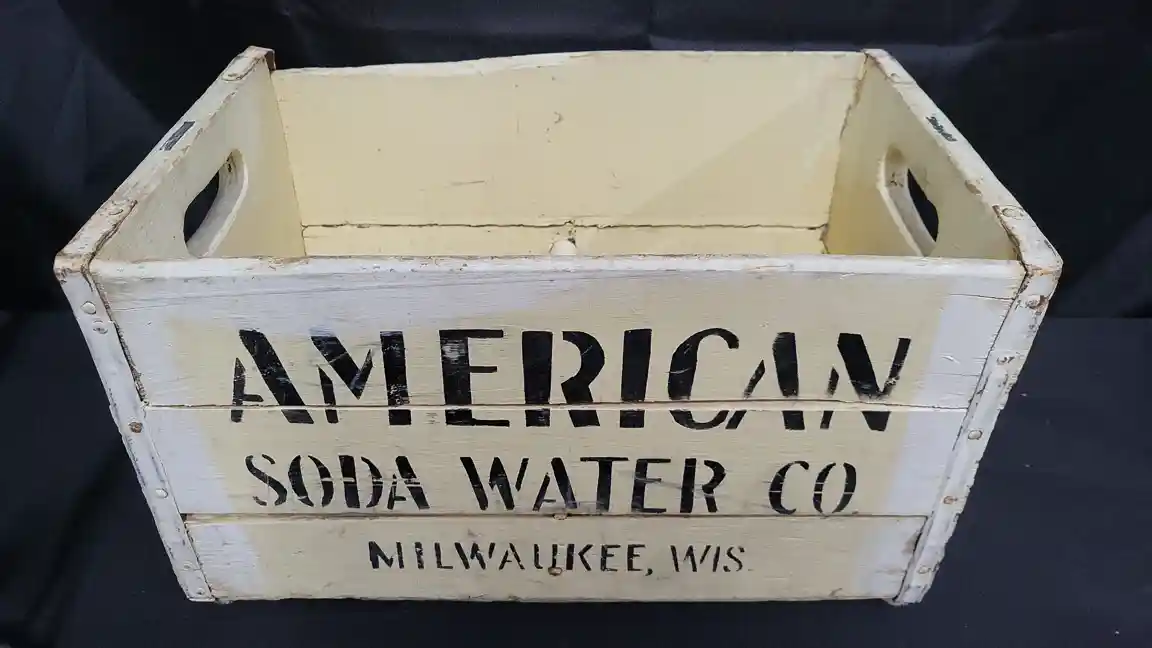 AMERICAN
SODA WATER CO
MILWAUKEE, WIS.